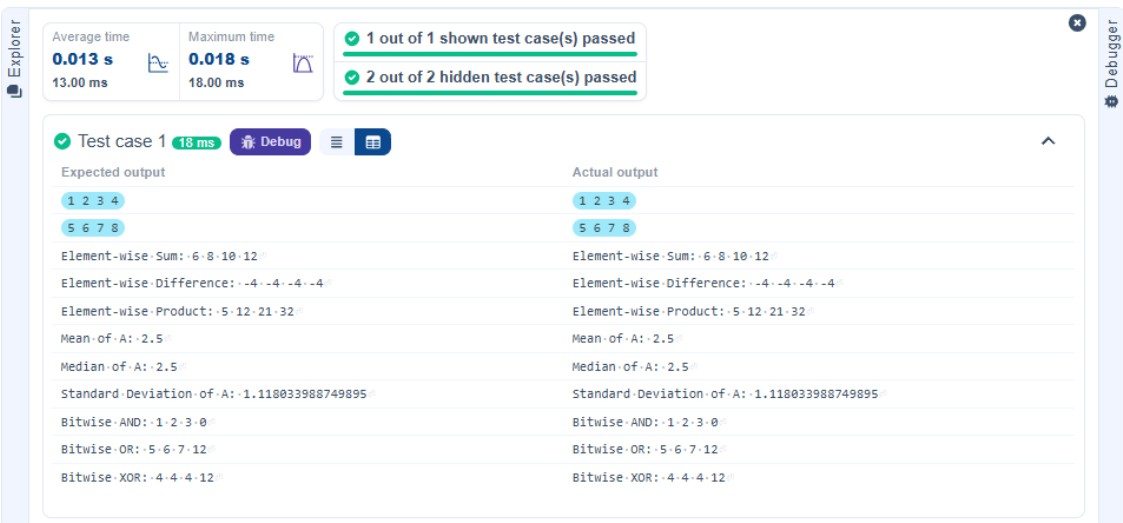 Explorer
Average time
0.013 s
13.00 ms
Maximum time
0.018 s
18.00 ms
1 out of 1 shown test case(s) passed
2 out of 2 hidden test case(s) passed
Debugger
Test case 1 18 ms Debug
Expected output Actual output
1 2 3 4 1 2 3 4
5 6 7 8 5 6 7 8
Element-wise·Sum:·6·8·10·12 Element-wise·Sum:·6·8·10·12
Element-wise·Difference:·-4·-4·-4·-4 Element-wise·Difference:·-4·-4·-4·-4
Element-wise·Product:·5·12·21·32 Element-wise·Product:·5·12·21·32
Mean·of·A:·2.5 Mean·of·A:·2.5
Median·of·A:·2.5 Median·of·A:·2.5
Standard·Deviation·of·A:·1.118033988749895 Standard·Deviation·of·A:·1.118033988749895
Bitwise·AND:·1·2·3·0 Bitwise·AND:·1·2·3·0
Bitwise·OR:·5·6·7·12 Bitwise·OR:·5·6·7·12
Bitwise·XOR:·4·4·4·12 Bitwise·XOR:·4·4·4·12